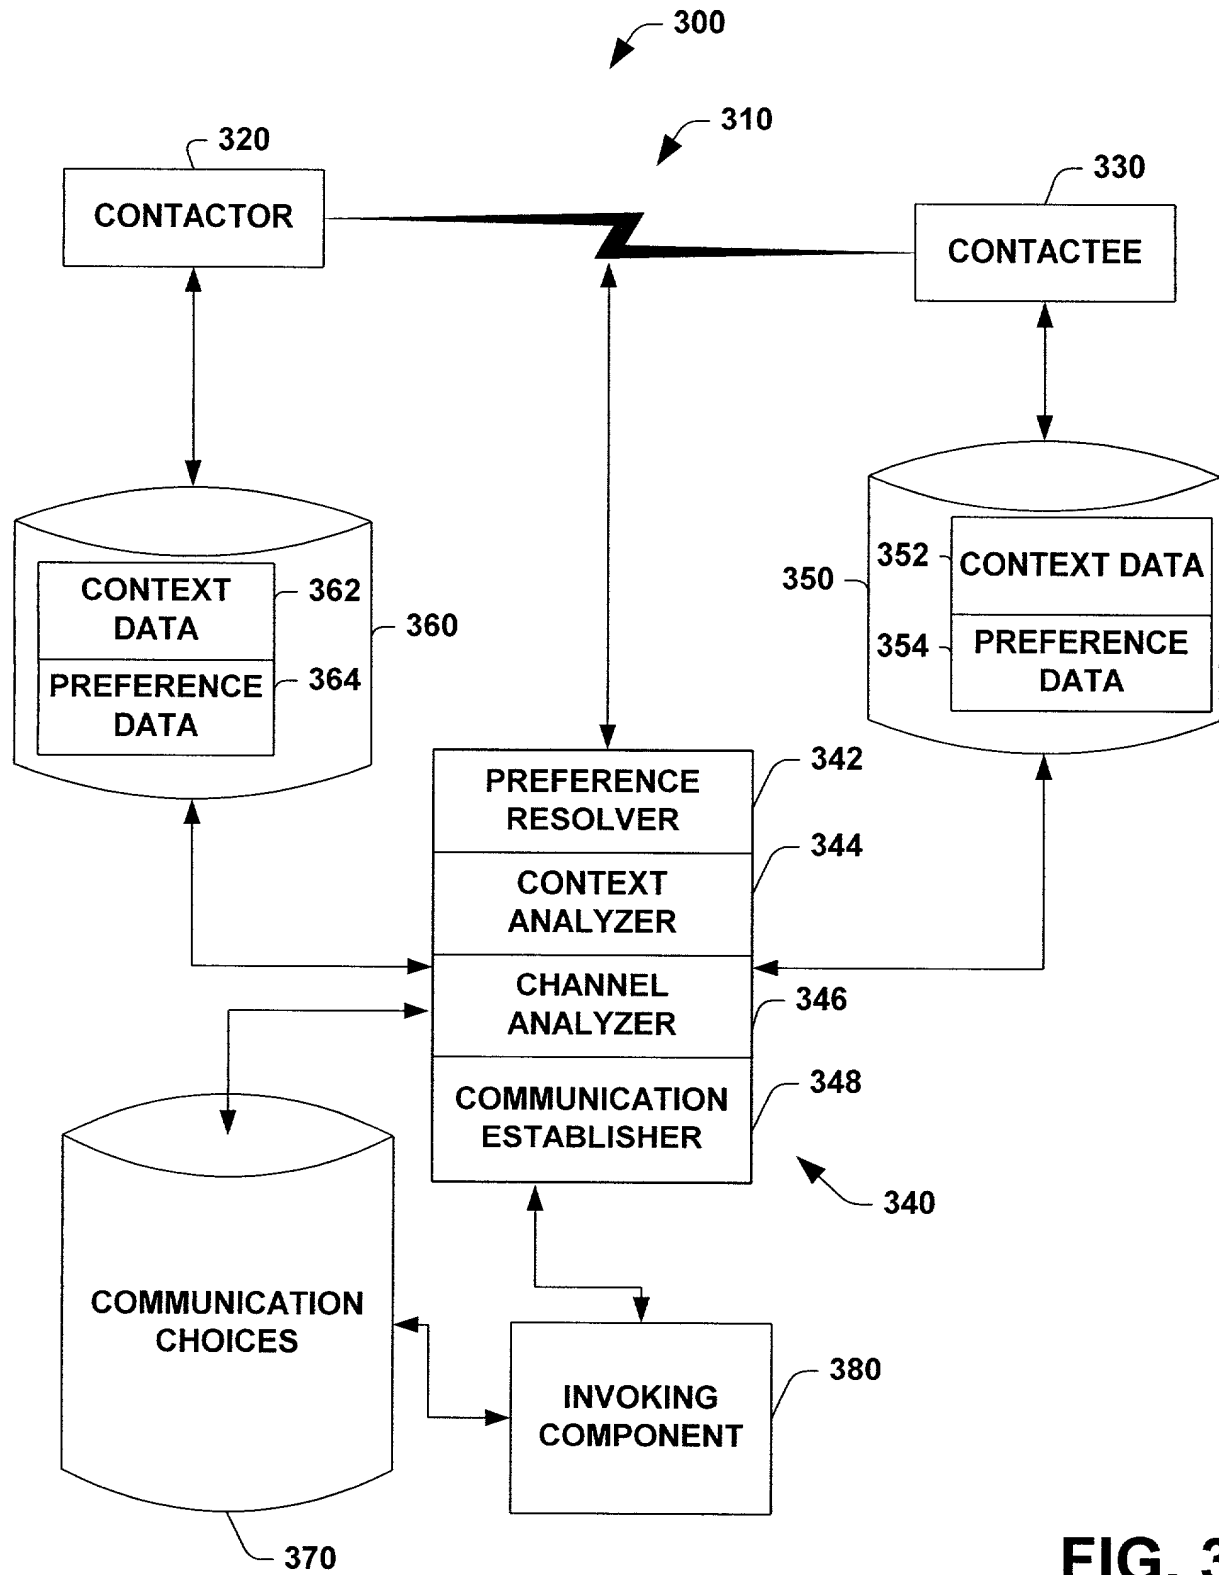 300
310
320
330
CONTACTOR
CONTACTEE
352
CONTEXT DATA
350
362
CONTEXT
DATA
360
354
PREFERENCE
DATA
364
PREFERENCE
DATA
342
PREFERENCE
RESOLVER
344
CONTEXT
ANALYZER
CHANNEL
ANALYZER
346
348
COMMUNICATION
ESTABLISHER
340
COMMUNICATION
CHOICES
380
INVOKING
COMPONENT
370
FIG. 3